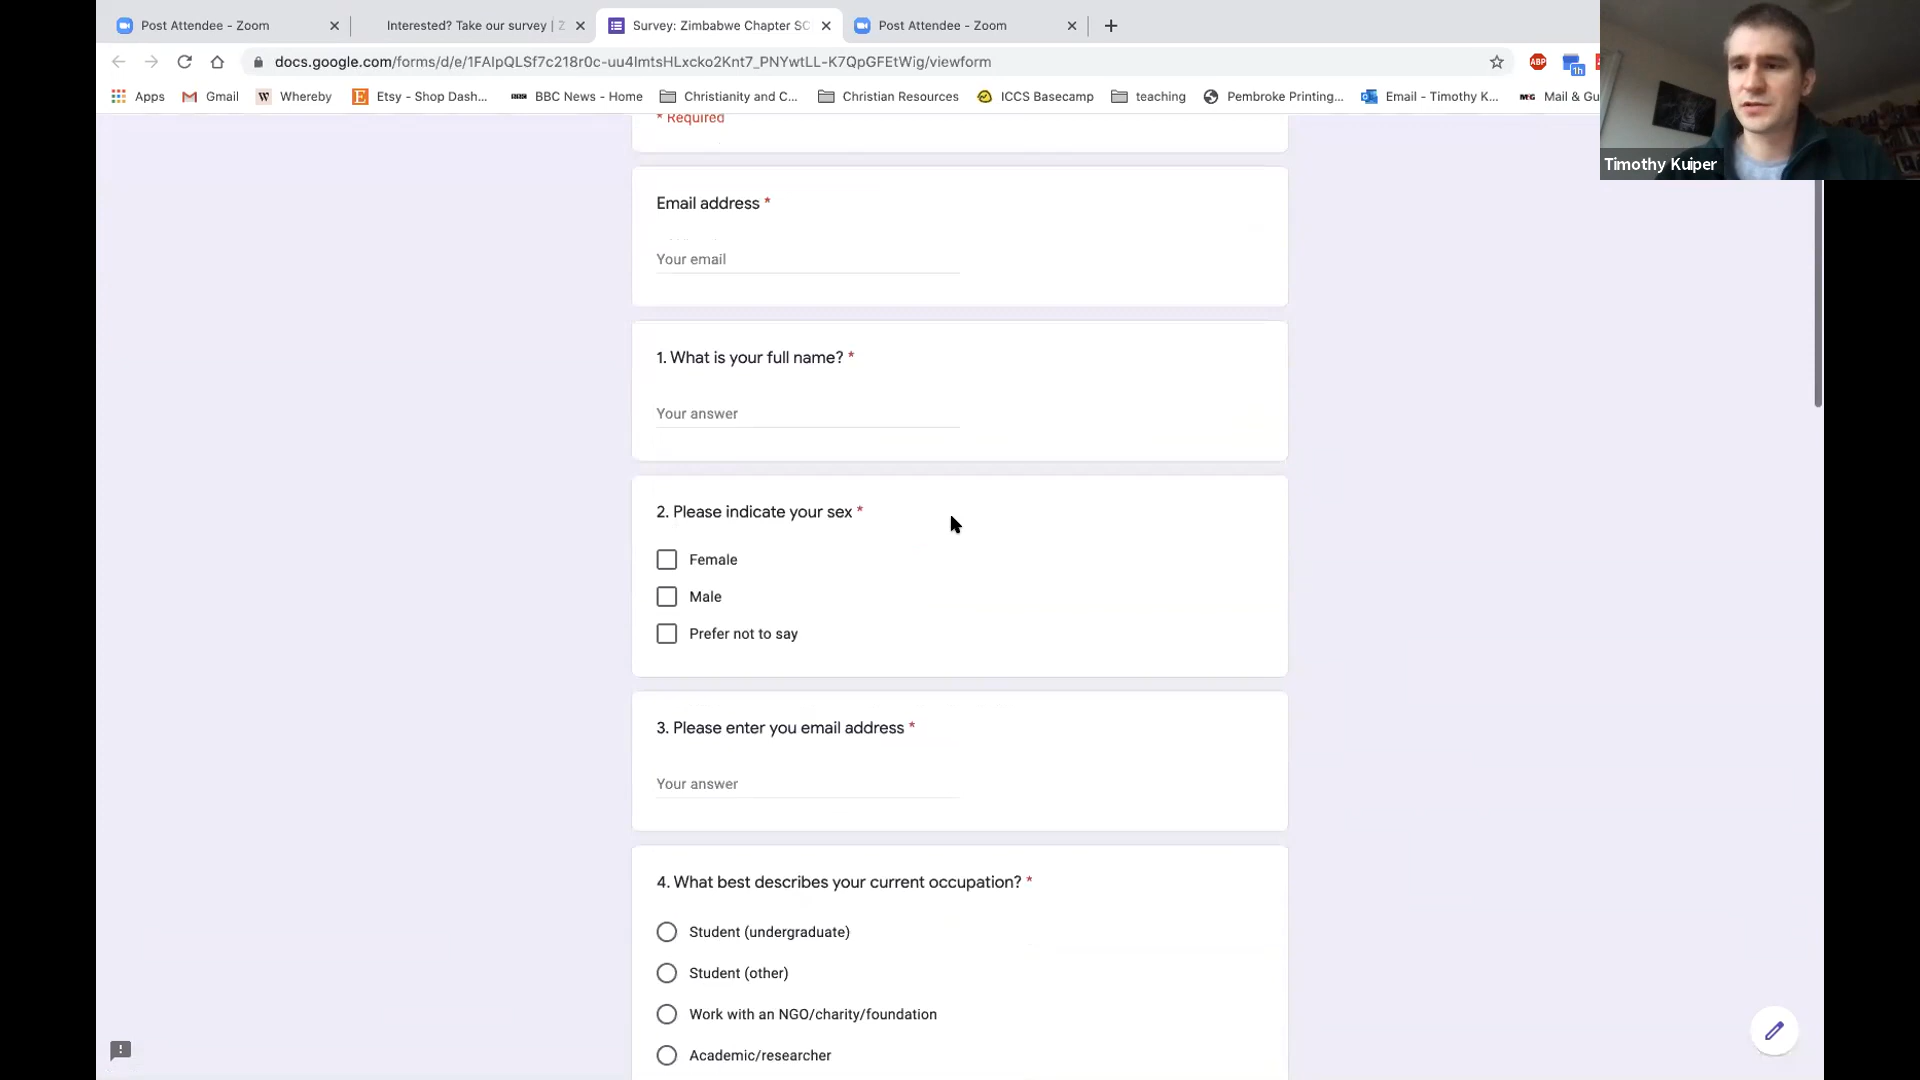 Post Attendee - Zoom
Interested? Take our survey | Z
Survey: Zimbabwe Chapter SC
Post Attendee - Zoom
docs.google.com/forms/d/e/1FAIpQLSf7c218r0c-uu4lmtsHLxcko2Knt7_PNYwtLL-K7QpGFEtWig/viewform
ABP
1h
Apps
Gmail
W Whereby
E Etsy - Shop Dash...
BBC News - Home
Christianity and C...
Christian Resources
ICCS Basecamp
teaching
Pembroke Printing...
Email - Timothy K...
M&G Mail & Gu
Timothy Kuiper
* Required
Email address *
Your email
1. What is your full name? *
Your answer
2. Please indicate your sex *
Female
Male
Prefer not to say
3. Please enter you email address *
Your answer
4. What best describes your current occupation? *
Student (undergraduate)
Student (other)
Work with an NGO/charity/foundation
Academic/researcher